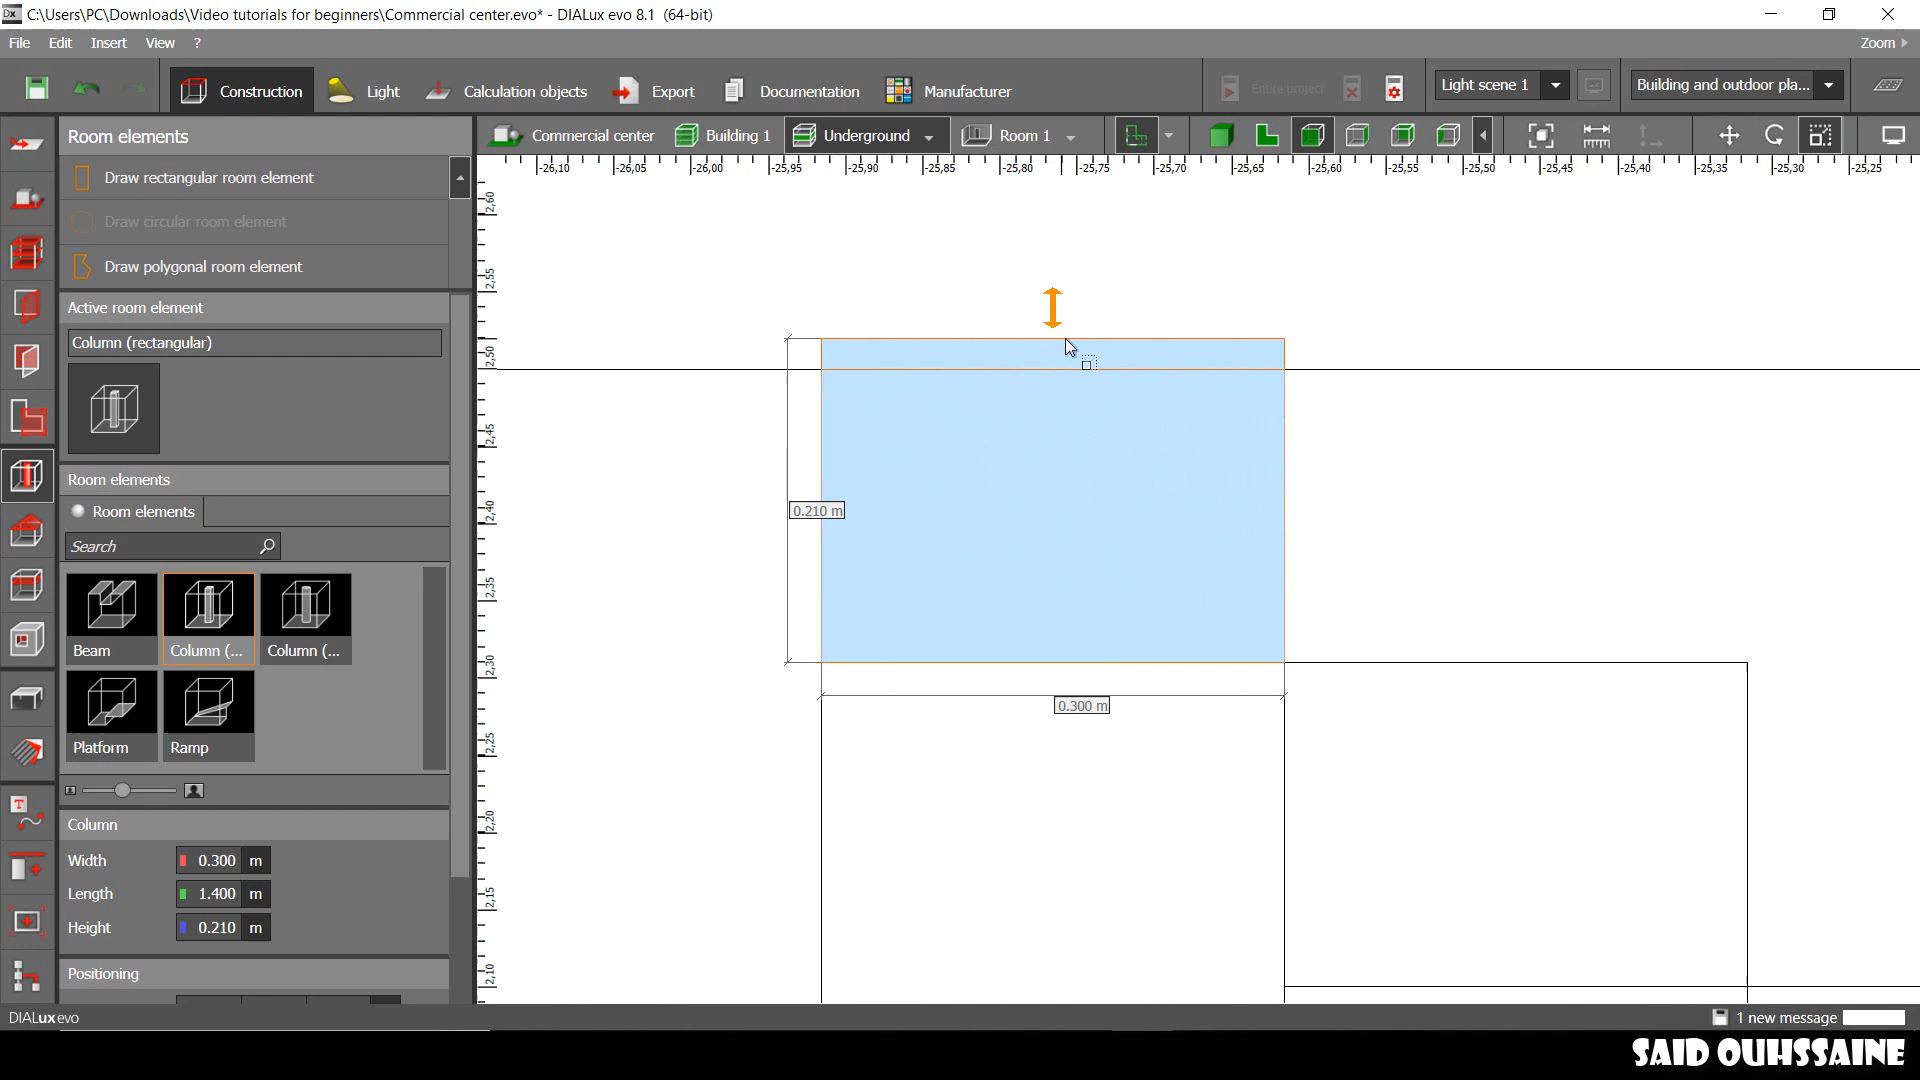 C:\Users\PC\Downloads\Video tutorials for beginners\Commercial center.evo* - DIALux evo 8.1 (64-bit)
File Edit Insert View ?
Zoom
Construction Light Calculation objects Export Documentation Manufacturer
Entire project
Light scene 1
Building and outdoor pla...
Room elements
Commercial center Building 1 Underground Room 1
-26,10 -26,05 -26,00 -25,95 -25,90 -25,85 -25,80 -25,75 -25,70 -25,65 -25,60 -25,55 -25,50 -25,45 -25,40 -25,35 -25,30 -25,25
Draw rectangular room element
Draw circular room element
Draw polygonal room element
Active room element
Column (rectangular)
Room elements
Room elements
Search
Beam
Column (...
Column (...
Platform
Ramp
Column
Width 0.300 m
Length 1.400 m
Height 0.210 m
Positioning
2,60
2,55
2,50
2,45
2,40
2,35
2,30
2,25
2,20
2,15
2,10
0.210 m
0.300 m
DIALux evo
1 new message
SAID OUHSSAINE